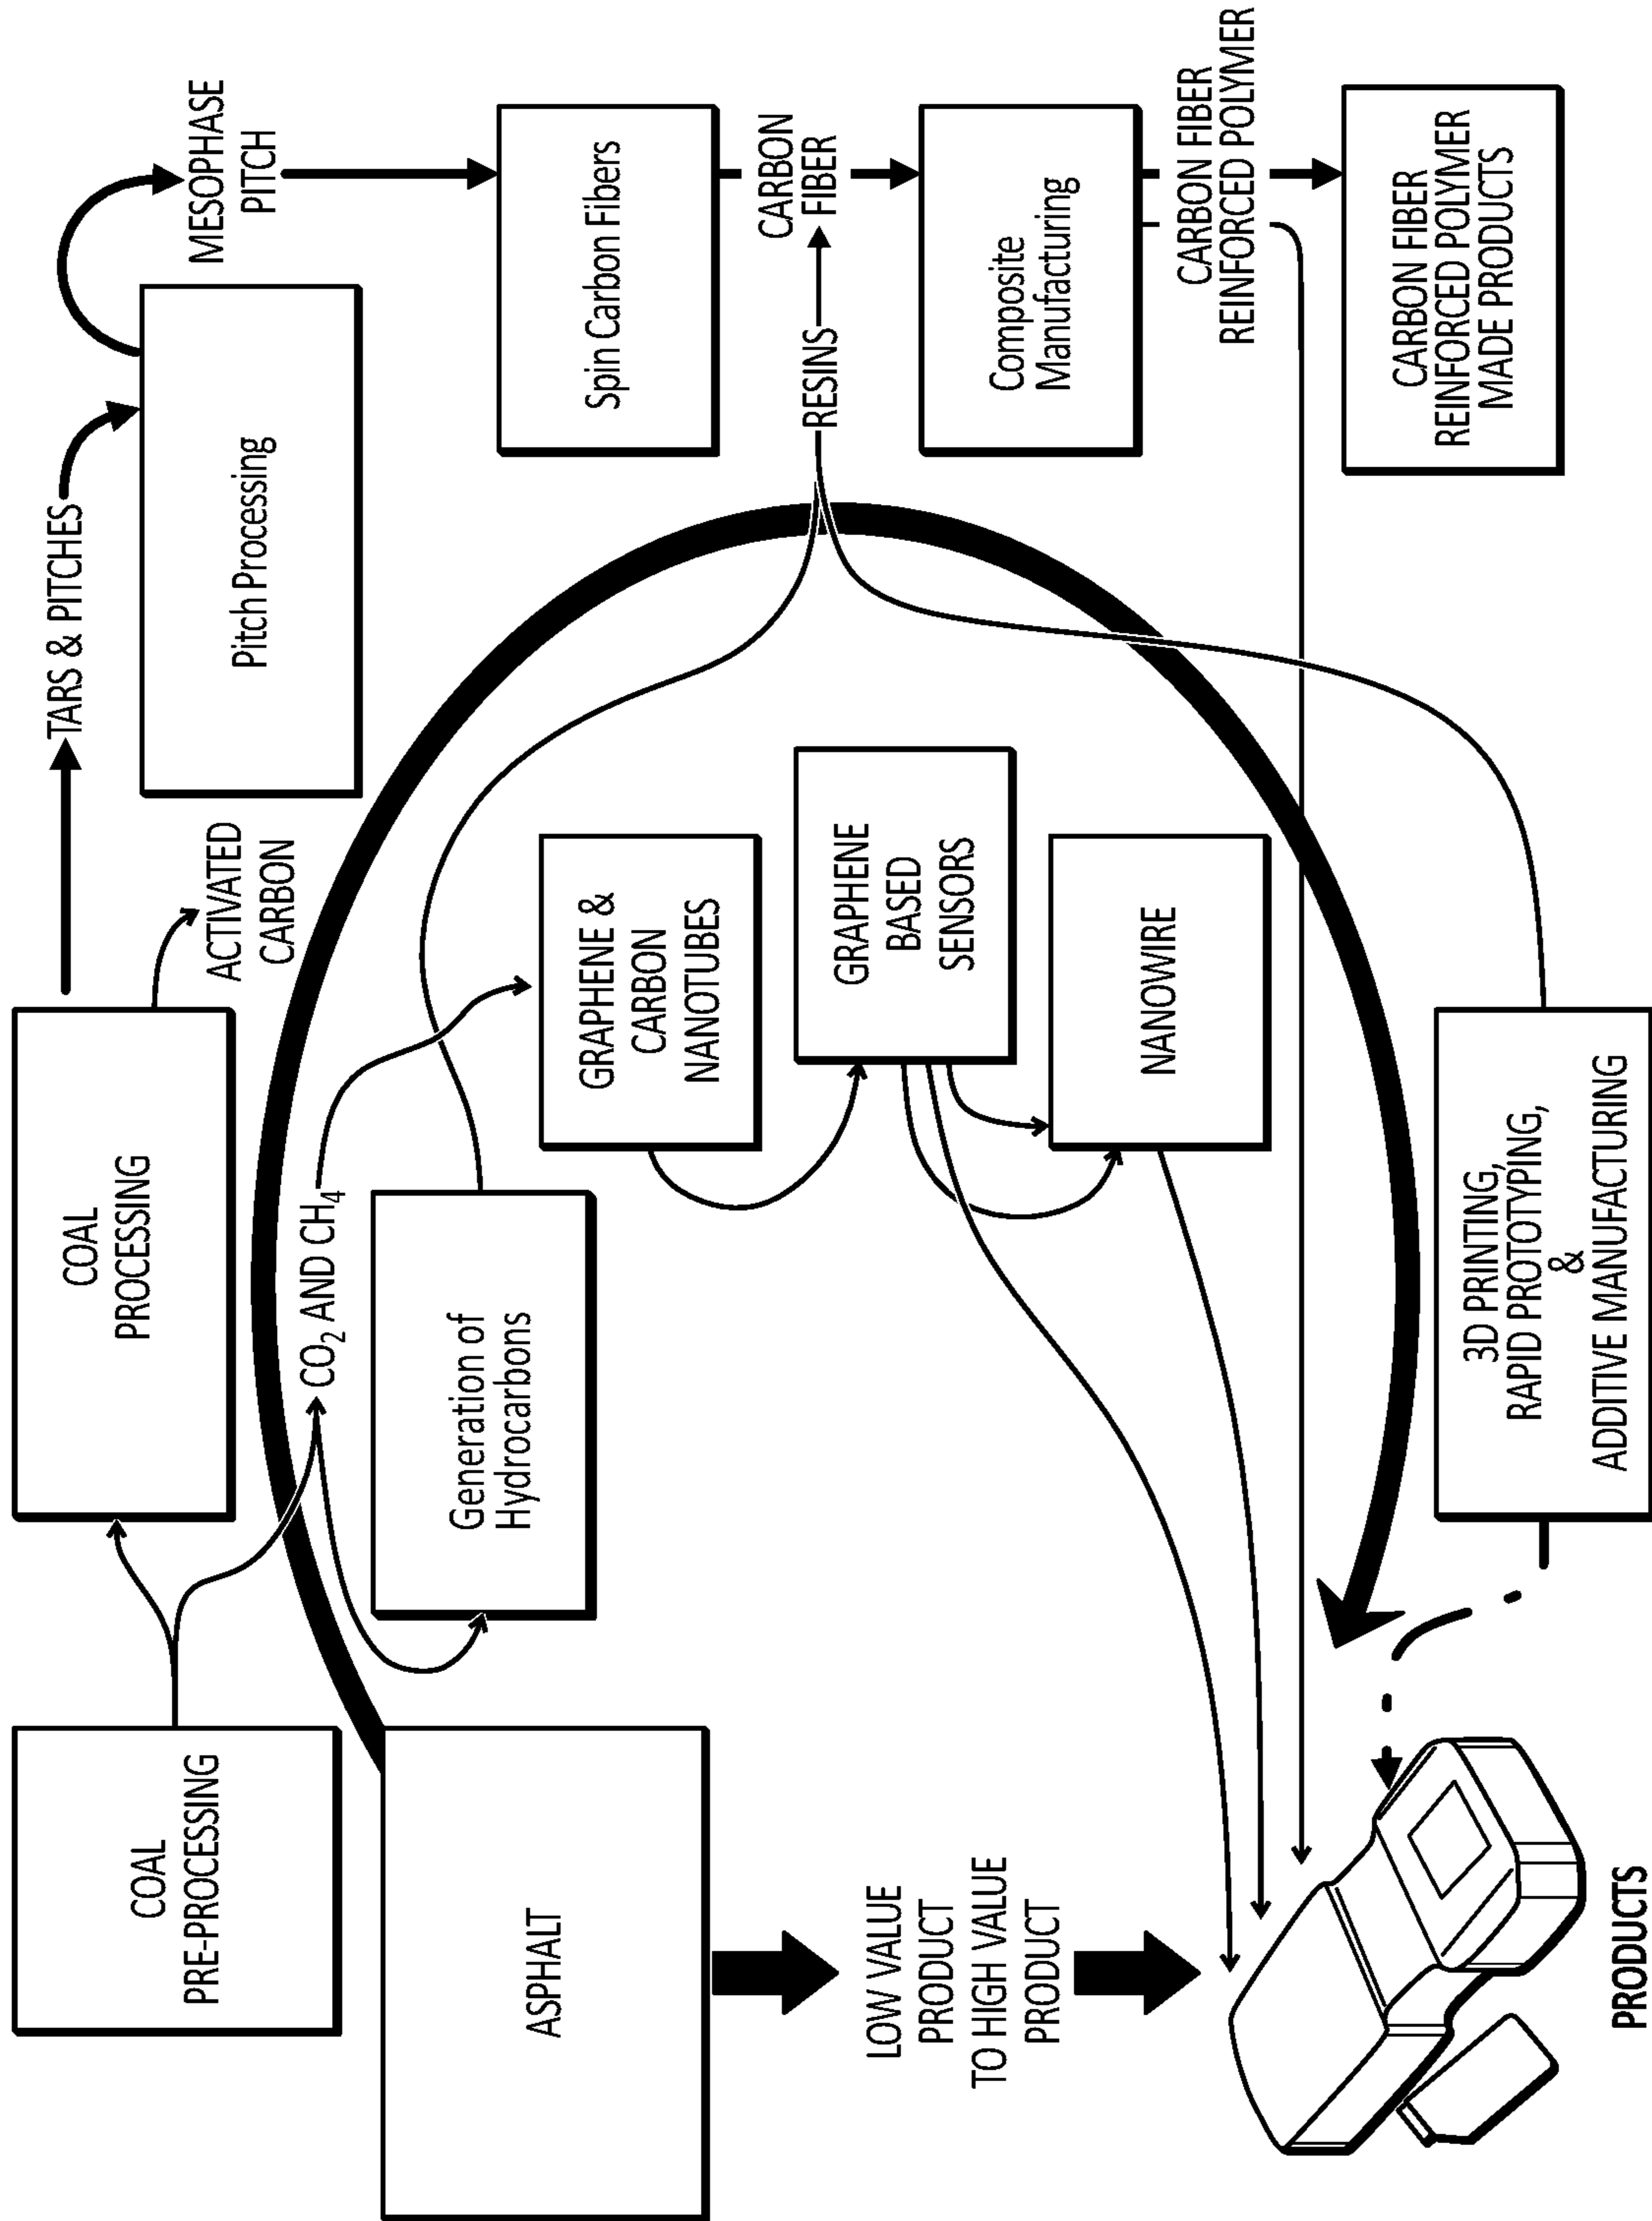 COAL
PRE-PROCESSING
COAL
PROCESSING
TARS & PITCHES
ACTIVATED
CARBON
Pitch Processing
MESOPHASE
PITCH
ASPHALT
CO₂ AND CH₄
Generation of
Hydrocarbons
GRAPHENE &
CARBON
NANOTUBES
Spin Carbon Fibers
CARBON
FIBER
RESINS
GRAPHENE
BASED
SENSORS
LOW VALUE
PRODUCT
TO HIGH VALUE
PRODUCT
NANOWIRE
Composite
Manufacturing
CARBON FIBER
REINFORCED POLYMER
CARBON FIBER
REINFORCED POLYMER
MADE PRODUCTS
3D PRINTING,
RAPID PROTOTYPING,
&
ADDITIVE MANUFACTURING
PRODUCTS